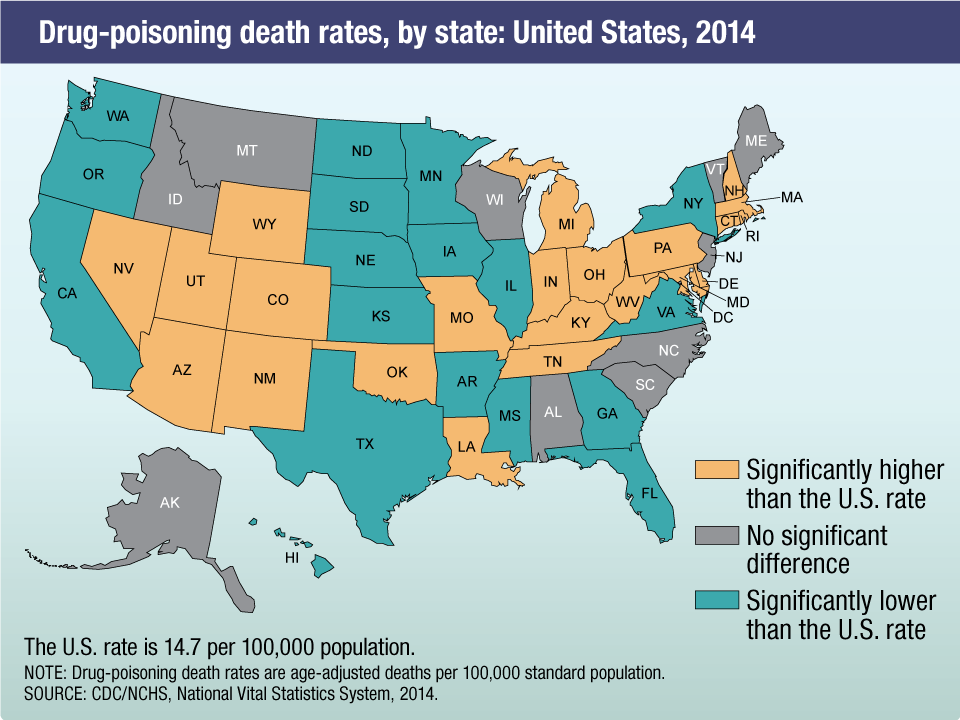 Drug-poisoning death rates, by state: United States, 2014
WA
MT
ND
MN
ME
OR
ID
SD
WI
VT
NH
MA
NY
CT
RI
WY
IA
MI
PA
NJ
NE
NV
UT
CO
IL
IN
OH
DE
MD
DC
CA
KS
MO
WV
VA
KY
AZ
NM
OK
AR
TN
NC
SC
MS
AL
GA
TX
LA
FL
AK
HI
Significantly higher
than the U.S. rate
No significant
difference
Significantly lower
than the U.S. rate
The U.S. rate is 14.7 per 100,000 population.
NOTE: Drug-poisoning death rates are age-adjusted deaths per 100,000 standard population.
SOURCE: CDC/NCHS, National Vital Statistics System, 2014.